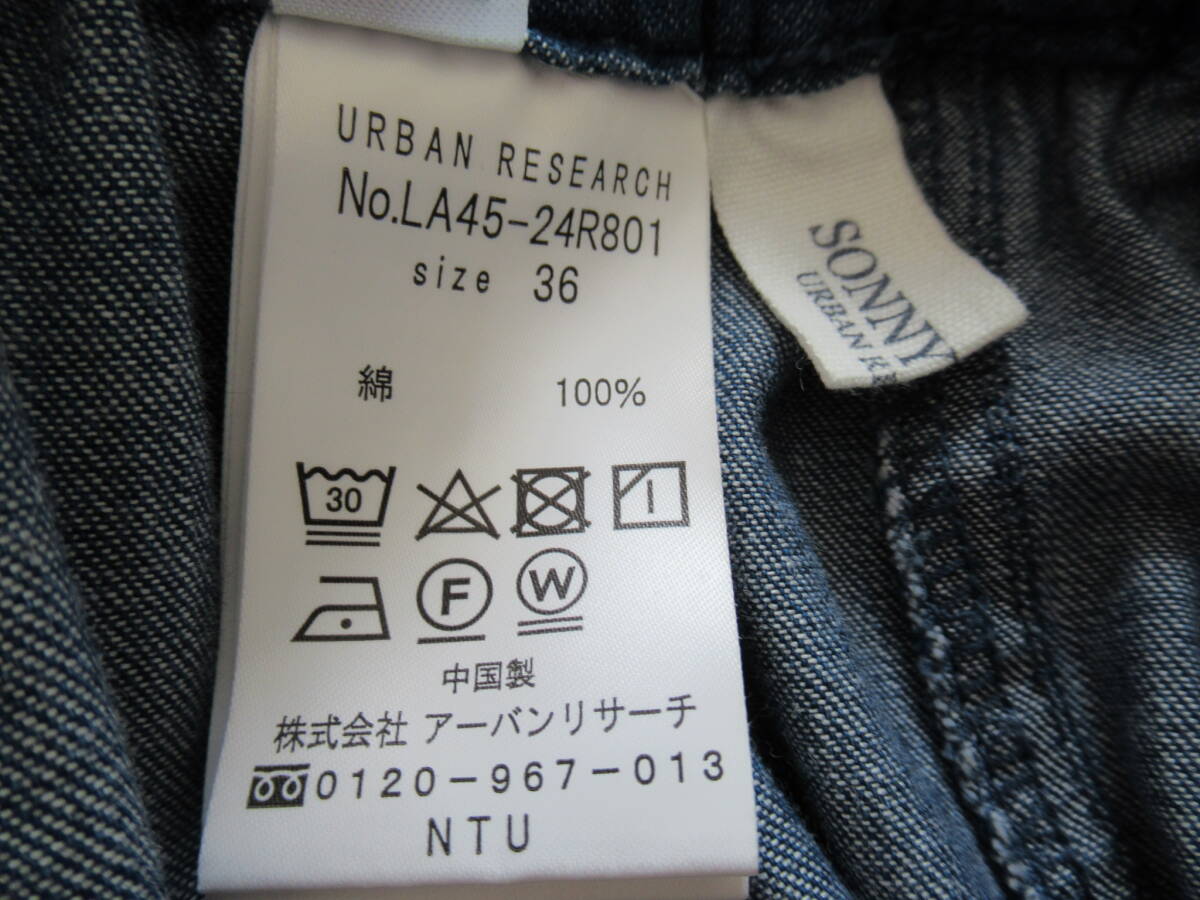 URBAN RESEARCH
No.LA45-24R801
size 36
綿 100%
30
F W
中国製
株式会社 アーバンリサーチ
0120-967-013
NTU
SONNY
URBAN